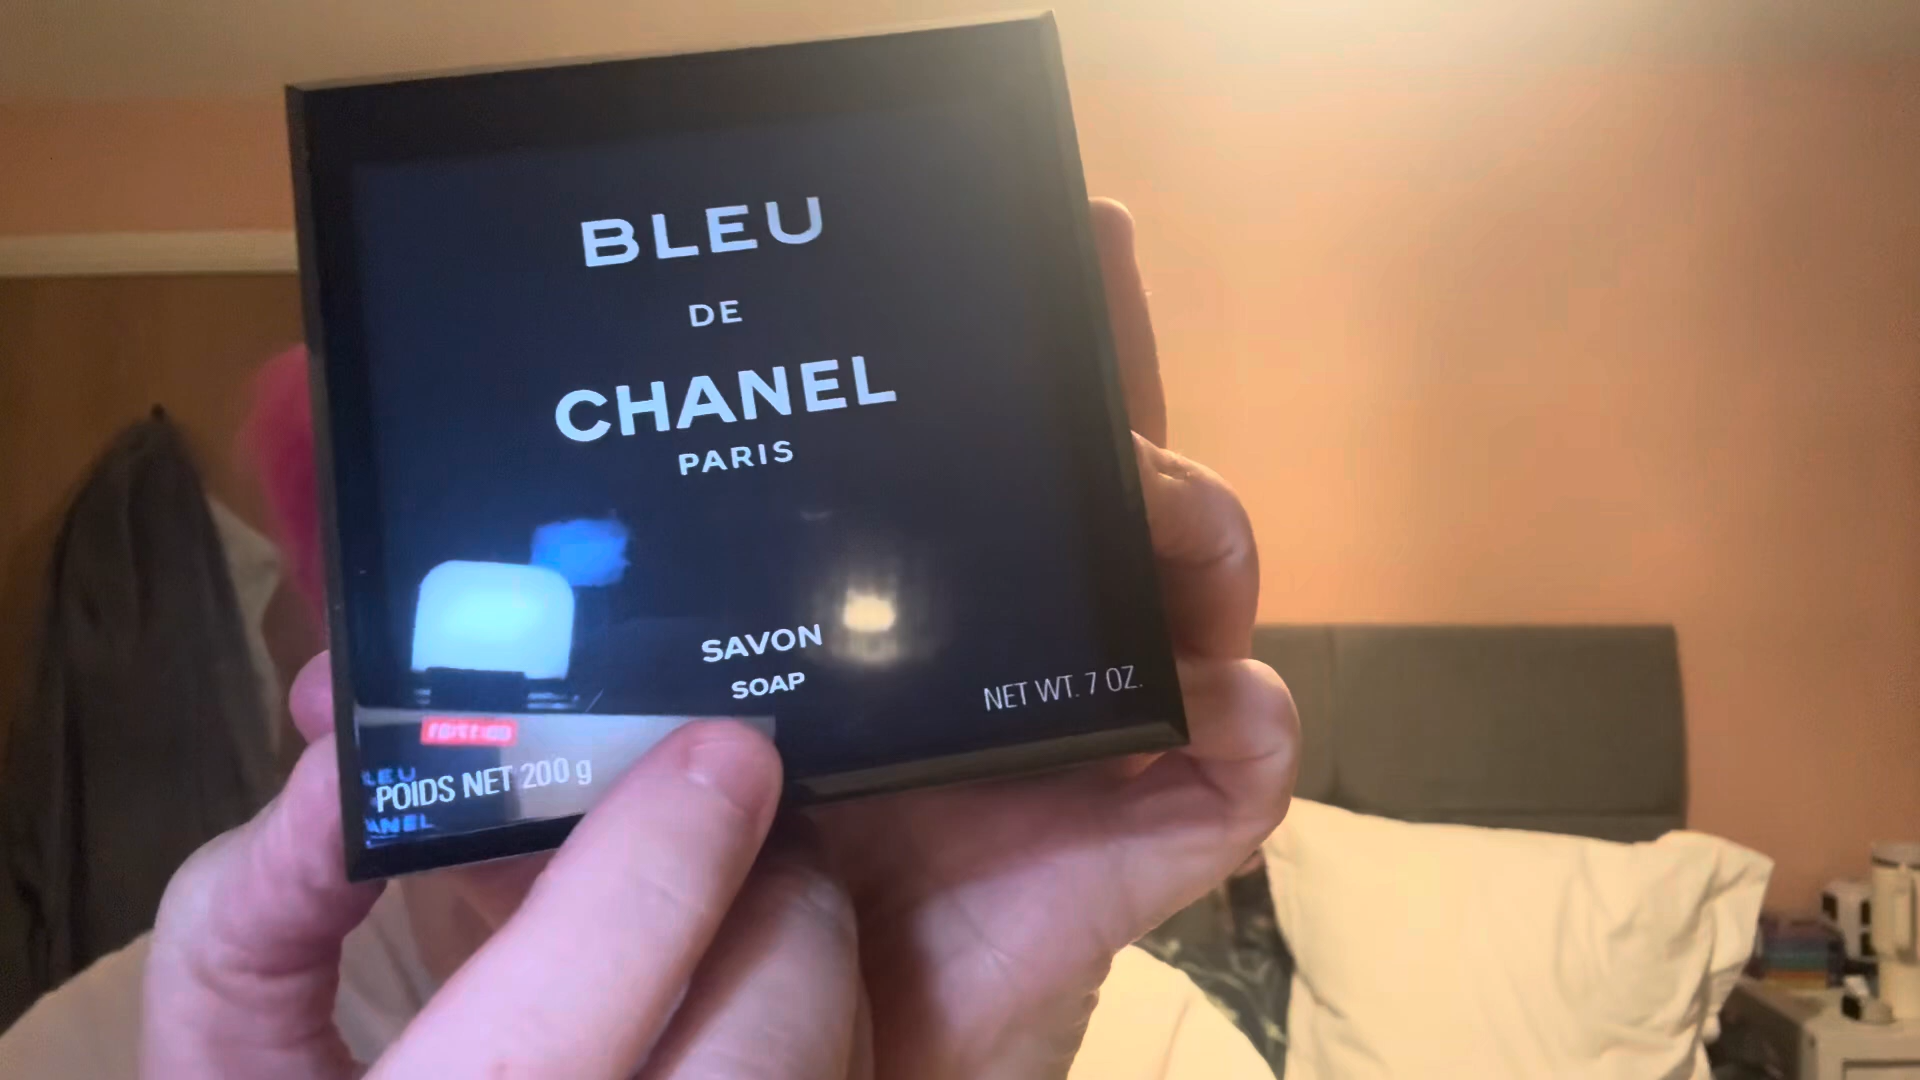 BLEU
DE
CHANEL
PARIS
SAVON
SOAP
NET WT. 7 OZ.
POIDS NET 200 g